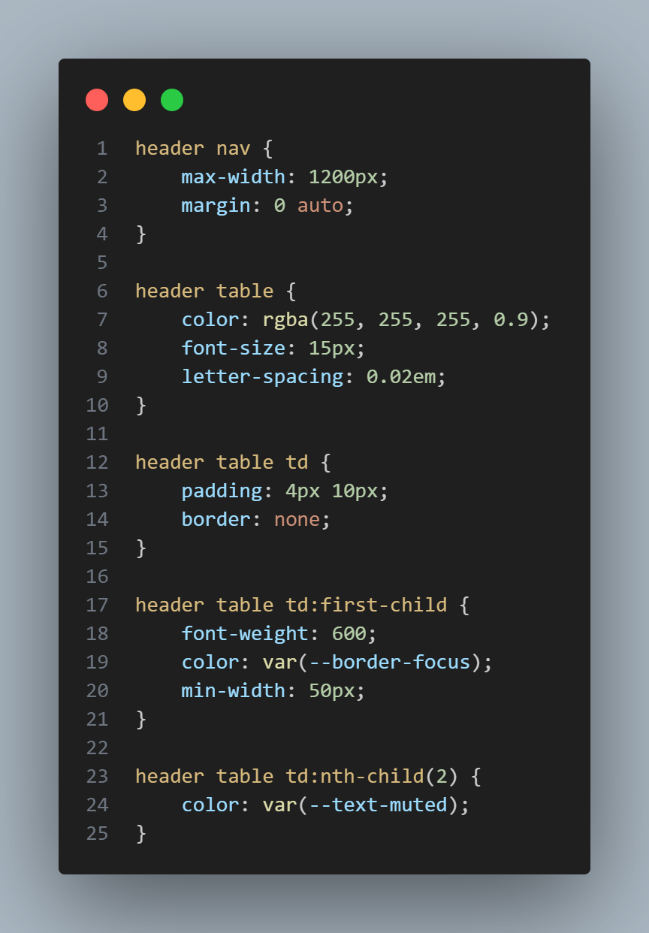 1 header nav {
2     max-width: 1200px;
3     margin: 0 auto;
4 }
5
6 header table {
7     color: rgba(255, 255, 255, 0.9);
8     font-size: 15px;
9     letter-spacing: 0.02em;
10 }
11
12 header table td {
13     padding: 4px 10px;
14     border: none;
15 }
16
17 header table td:first-child {
18     font-weight: 600;
19     color: var(--border-focus);
20     min-width: 50px;
21 }
22
23 header table td:nth-child(2) {
24     color: var(--text-muted);
25 }